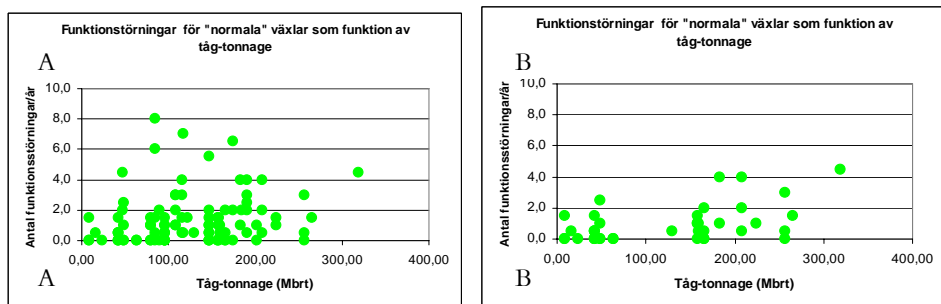 Funktionstörningar för "normala" växlar som funktion av
tåg-tonnage
A
Antal funktionsstörningar/år
10,0
8,0
6,0
4,0
2,0
0,0
0,00
100,00
200,00
300,00
400,00
A
Tåg-tonnage (Mbrt)
Funktionstörningar för "normala" växlar som funktion av
tåg-tonnage
B
Antal funktionsstörningar/år
10,0
8,0
6,0
4,0
2,0
0,0
0,00
100,00
200,00
300,00
400,00
B
Tåg-tonnage (Mbrt)